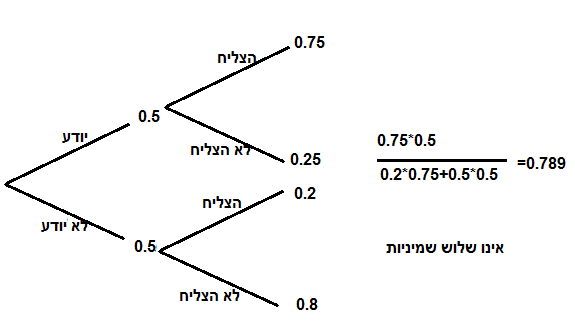 0.75
הצליח
0.5
יודע
לא הצליח
0.25
0.2
הצליח
לא יודע
0.5
לא הצליח
0.8
0.75*0.5
0.2*0.75+0.5*0.5
=0.789
אינו שלוש שמיניות